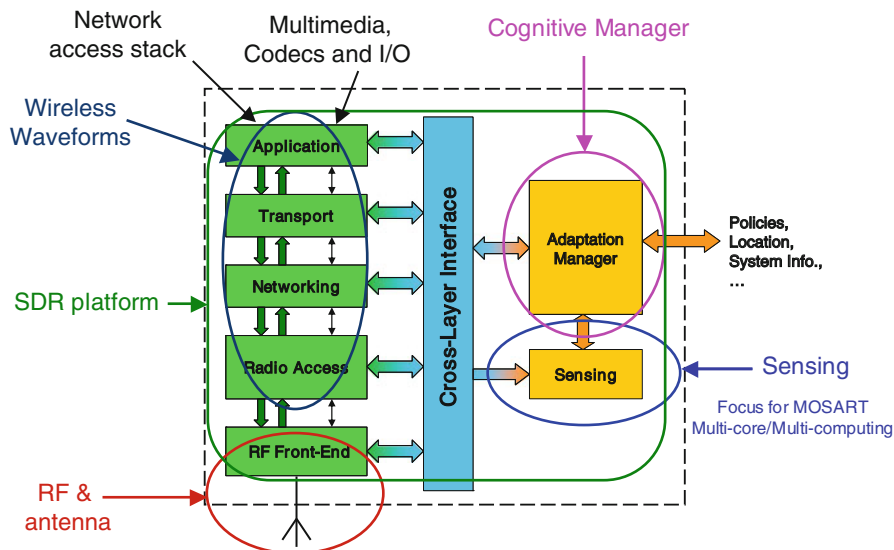 Network
access stack
Multimedia,
Codecs and I/O
Cognitive Manager
Wireless
Waveforms
Application
Transport
Networking
Radio Access
RF Front-End
Cross-Layer Interface
Adaptation
Manager
Sensing
Policies,
Location,
System Info.,
...
SDR platform
Sensing
Focus for MOSART
Multi-core/Multi-computing
RF &
antenna